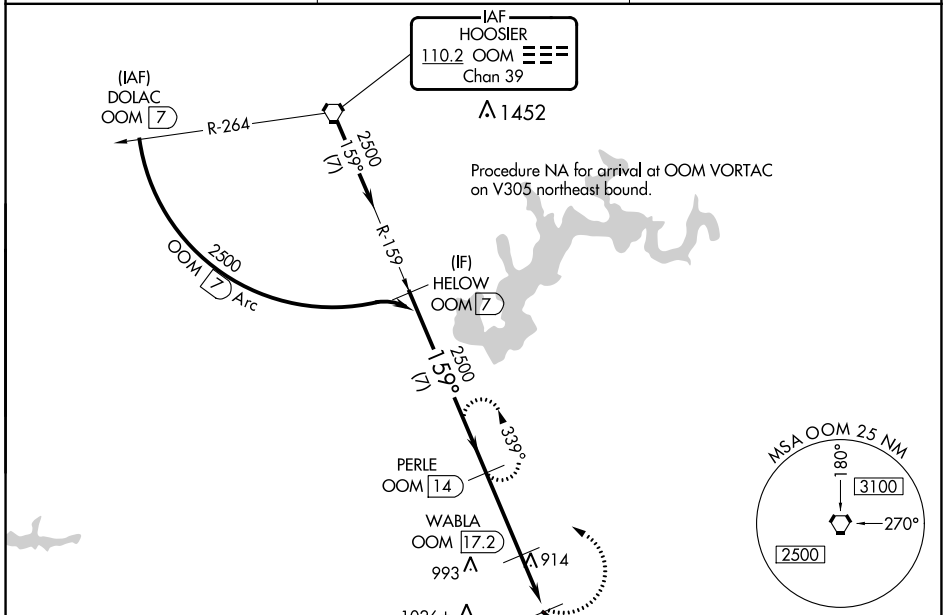 IAF
HOOSIER
110.2 OOM
Chan 39
(IAF)
DOLAC
OOM 7
R-264
1452
2500
159°
(7)
Procedure NA for arrival at OOM VORTAC
on V305 northeast bound.
R-159
2500
OOM 7 Arc
(IF)
HELOW
OOM 7
2500
159°
(7)
339°
PERLE
OOM 14
WABLA
OOM 17.2
993
914
MSA OOM 25 NM
180°
3100
270°
2500